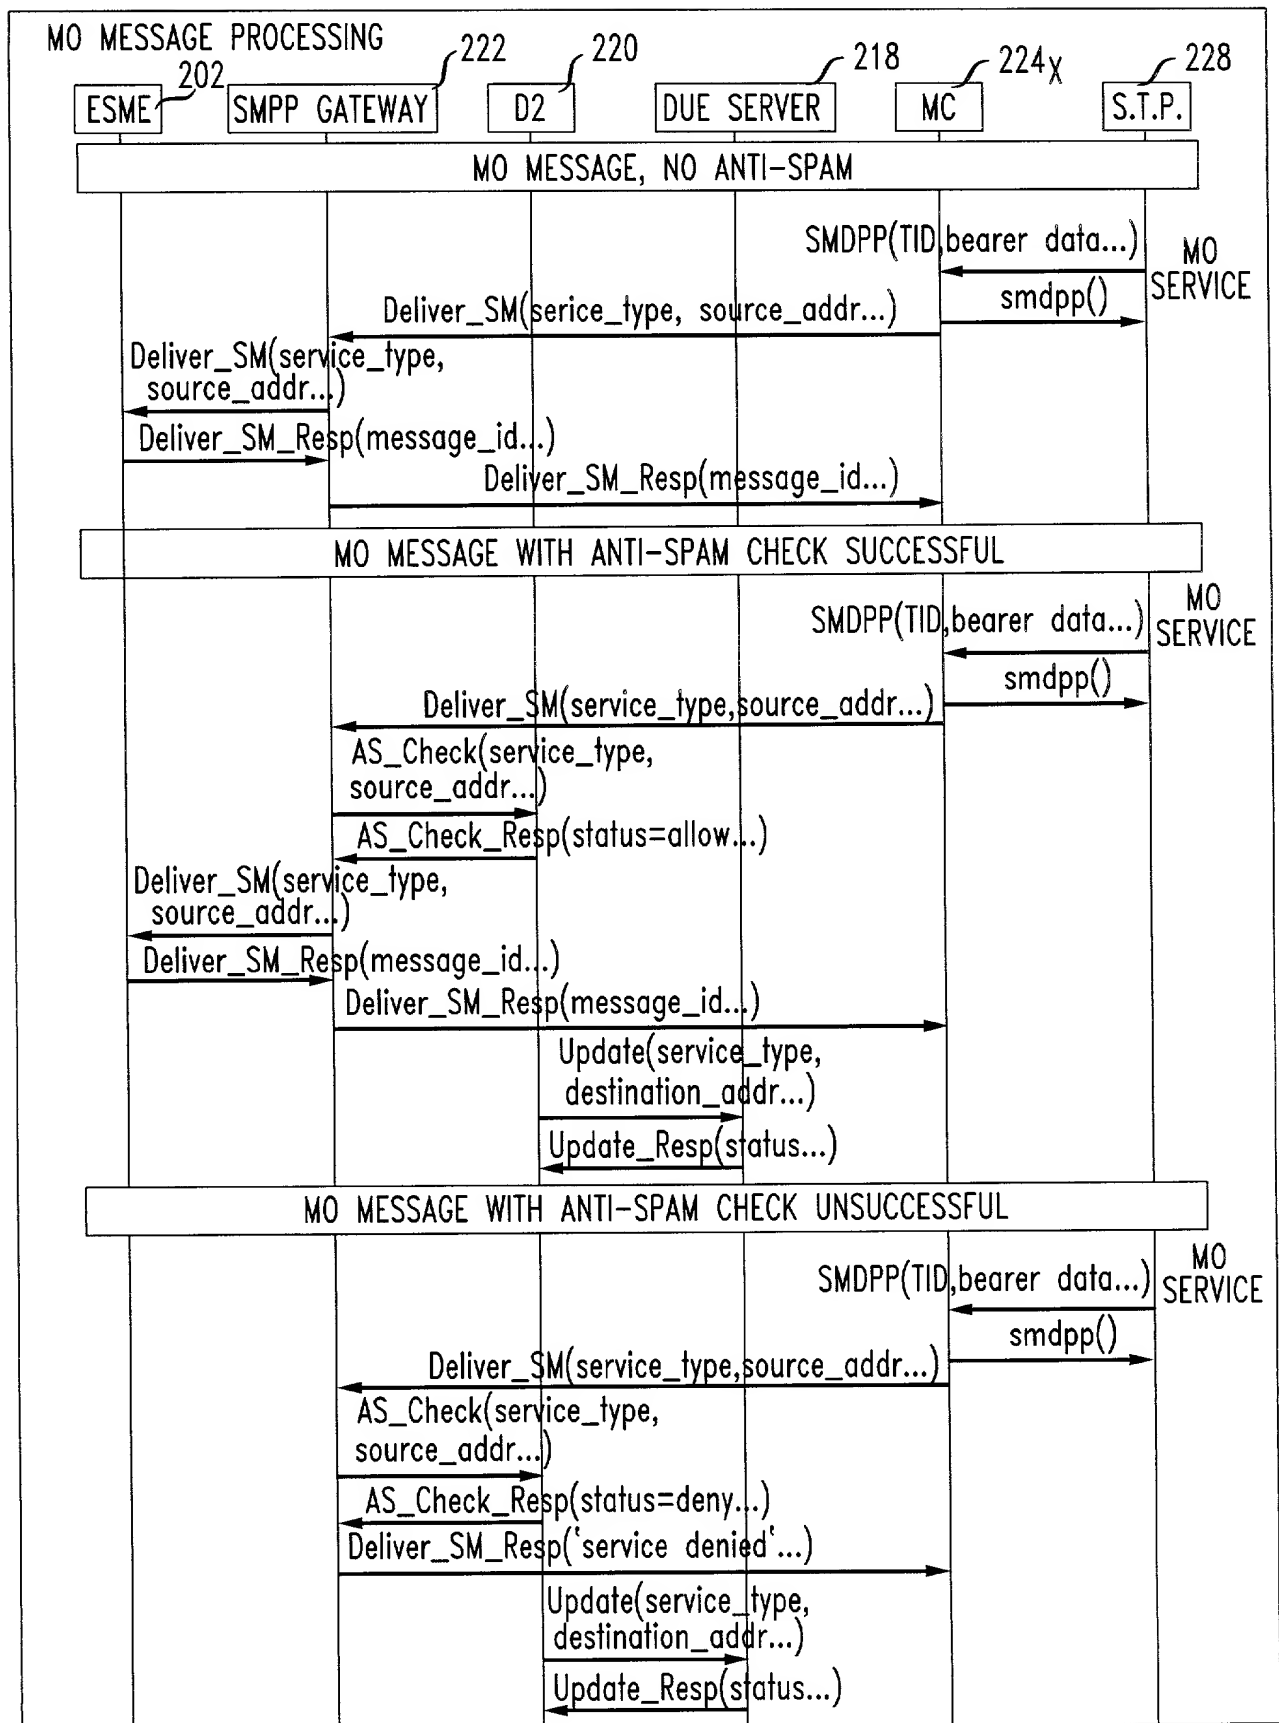 MO MESSAGE PROCESSING
202 222 220 218 224X 228
ESME SMPP GATEWAY D2 DUE SERVER MC S.T.P.
MO MESSAGE, NO ANTI-SPAM
SMDPP(TID,bearer data...)
MO
SERVICE
smdpp()
Deliver_SM(serice_type, source_addr...)
Deliver_SM(service_type,
source_addr...)
Deliver_SM_Resp(message_id...)
Deliver_SM_Resp(message_id...)
MO MESSAGE WITH ANTI-SPAM CHECK SUCCESSFUL
SMDPP(TID,bearer data...)
MO
SERVICE
smdpp()
Deliver_SM(service_type,source_addr...)
AS_Check(service_type,
source_addr...)
AS_Check_Resp(status=allow...)
Deliver_SM(service_type,
source_addr...)
Deliver_SM_Resp(message_id...)
Deliver_SM_Resp(message_id...)
Update(service_type,
destination_addr...)
Update_Resp(status...)
MO MESSAGE WITH ANTI-SPAM CHECK UNSUCCESSFUL
SMDPP(TID,bearer data...)
MO
SERVICE
smdpp()
Deliver_SM(service_type,source_addr...)
AS_Check(service_type,
source_addr...)
AS_Check_Resp(status=deny...)
Deliver_SM_Resp('service denied'...)
Update(service_type,
destination_addr...)
Update_Resp(status...)